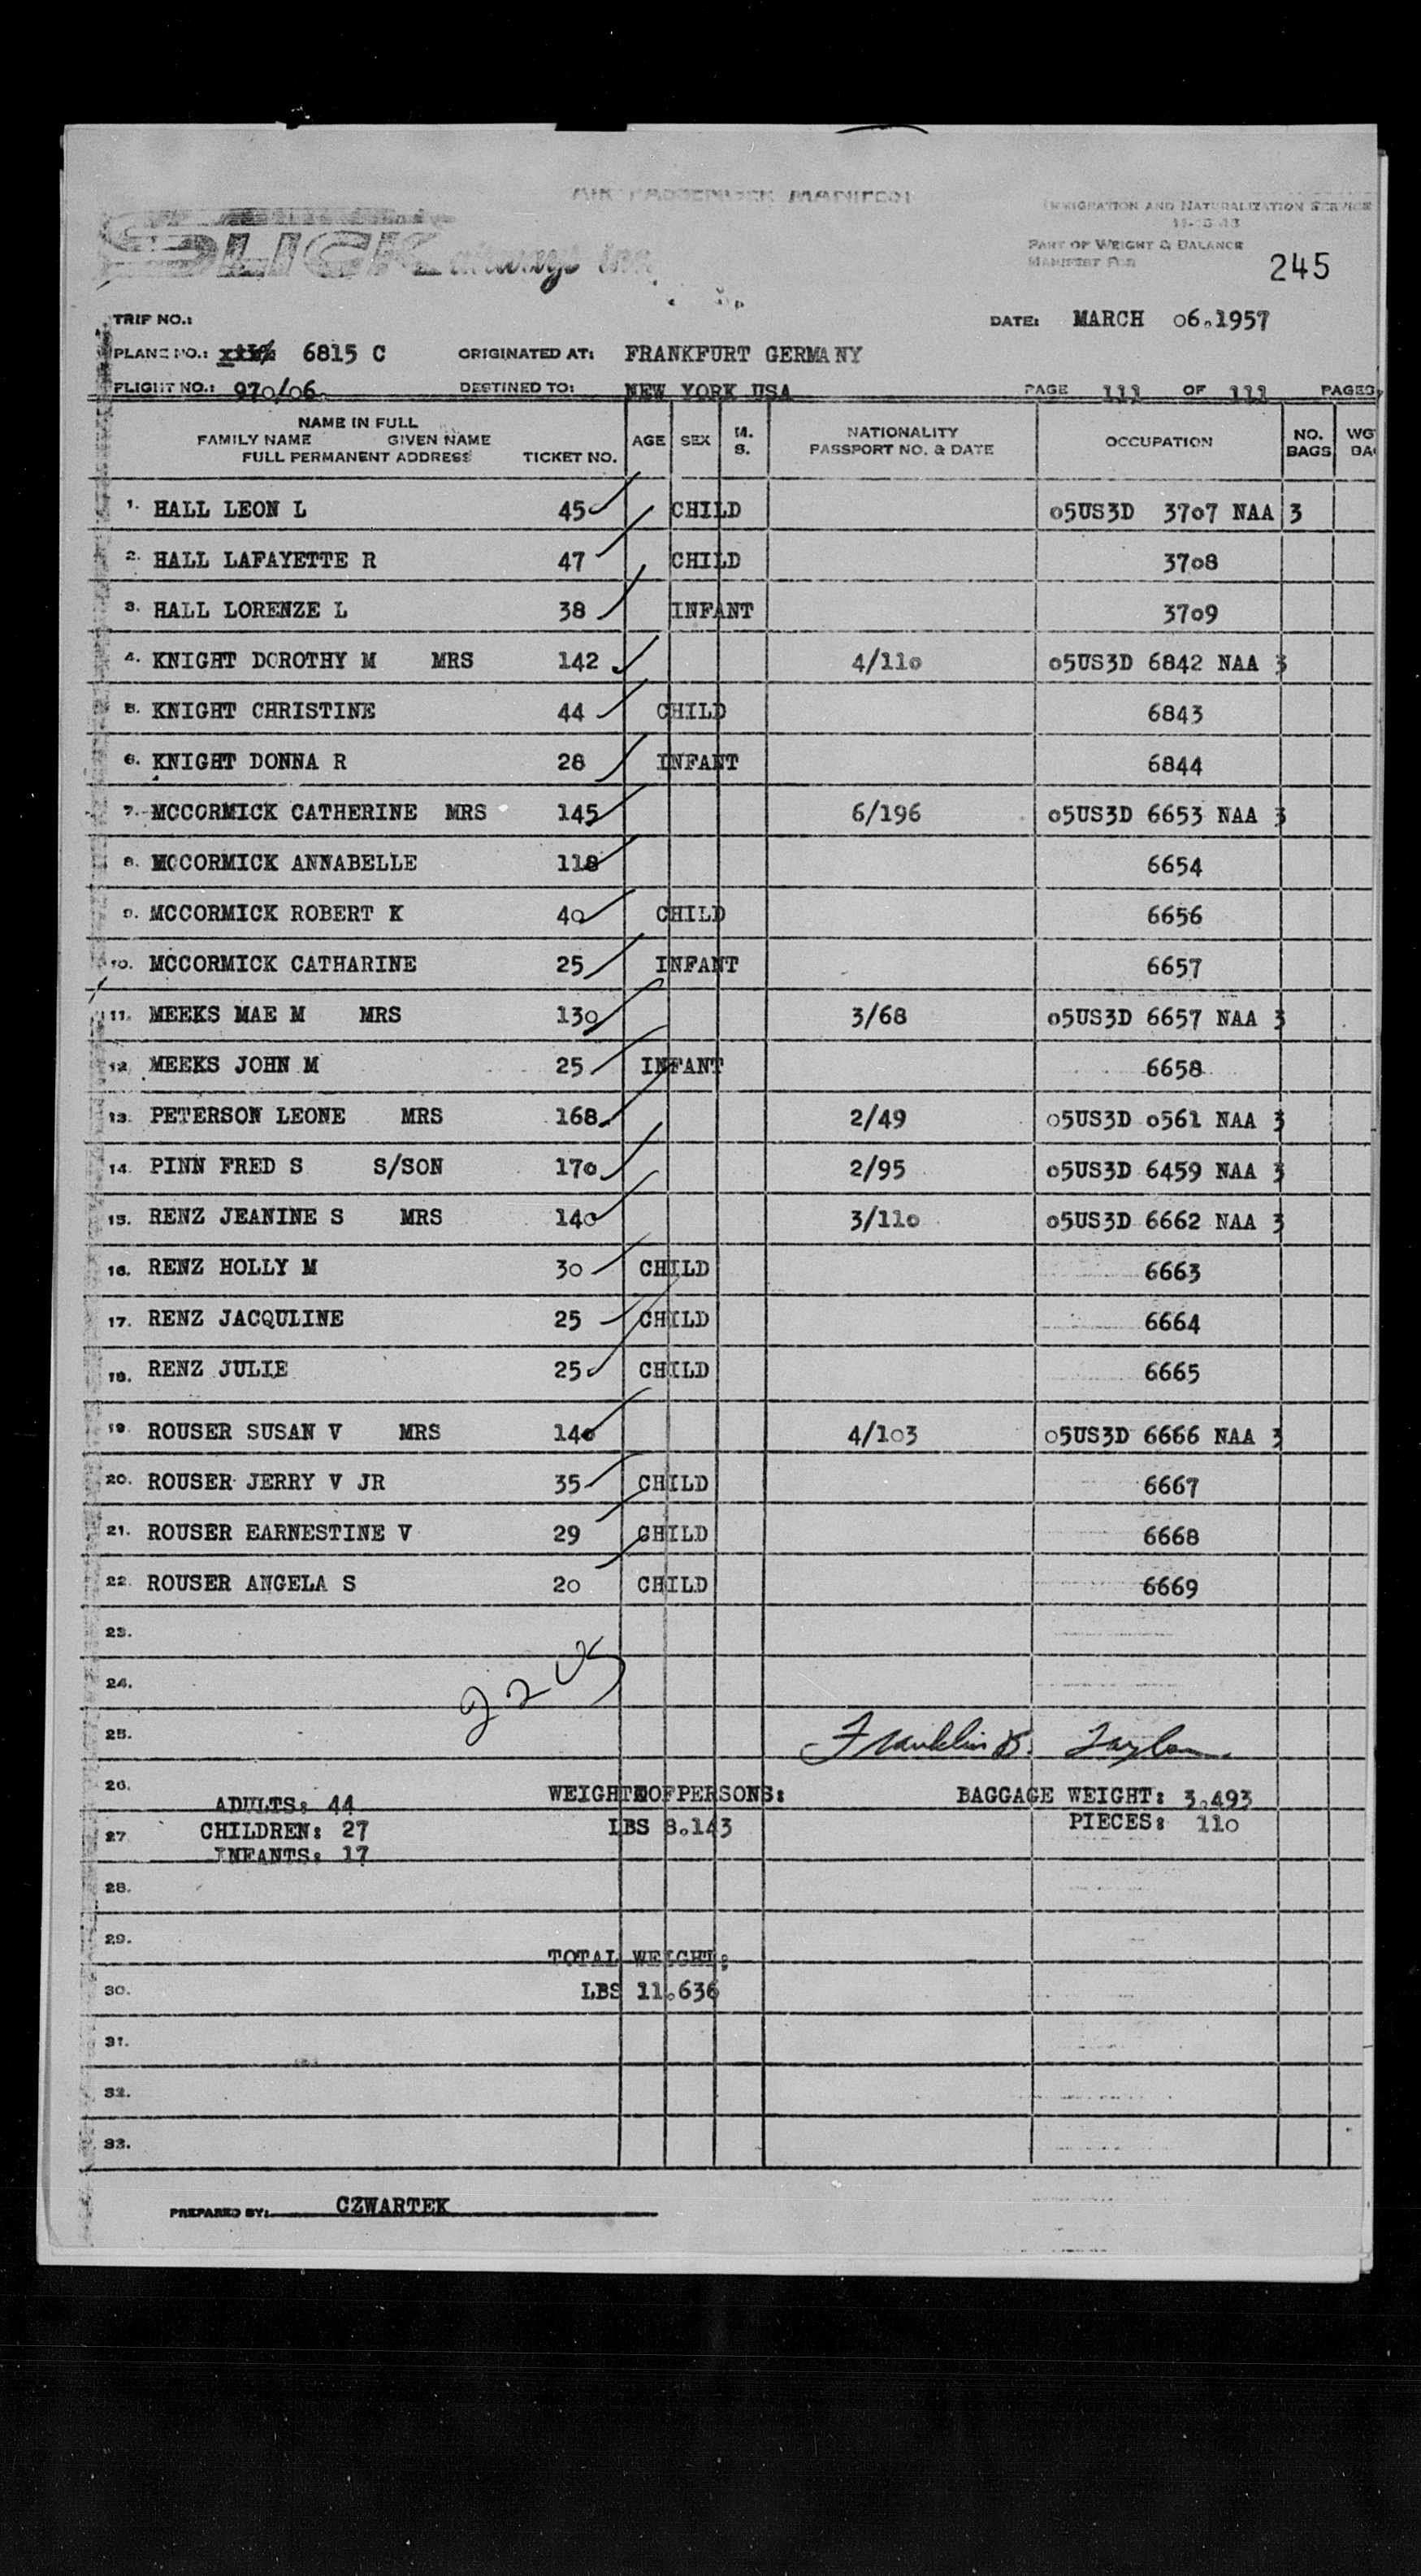 AIR PASSENGER MANIFEST
IMMIGRATION AND NATURALIZATION SERVICE
SLICK Airways Inc
PART OF WEIGHT & BALANCE
MANIFEST FOR
245
TRIP NO.:
DATE: MARCH 06.1957
PLANE NO.: 6815 C ORIGINATED AT: FRANKFURT GERMANY
FLIGHT NO.: 970/06. DESTINED TO: NEW YORK USA PAGE 111 OF 111 PAGES
NAME IN FULL
FAMILY NAME GIVEN NAME
FULL PERMANENT ADDRESS TICKET NO. AGE SEX M. S. NATIONALITY PASSPORT NO. & DATE OCCUPATION NO. BAGS
1. HALL LEON L 45 CHILD 05US3D 3707 NAA 3
2. HALL LAFAYETTE R 47 CHILD 3708
3. HALL LORENZE L 38 INFANT 3709
4. KNIGHT DOROTHY M MRS 142 4/110 05US3D 6842 NAA 3
5. KNIGHT CHRISTINE 44 CHILD 6843
6. KNIGHT DONNA R 28 INFANT 6844
7. MCCORMICK CATHERINE MRS 145 6/196 05US3D 6653 NAA 3
8. MCCORMICK ANNABELLE 118 6654
9. MCCORMICK ROBERT K 40 CHILD 6656
10. MCCORMICK CATHARINE 25 INFANT 6657
11. MEEKS MAE M MRS 130 3/68 05US3D 6657 NAA 3
12. MEEKS JOHN M 25 INFANT 6658
13. PETERSON LEONE MRS 168 2/49 05US3D 0561 NAA 3
14. PINN FRED S S/SON 170 2/95 05US3D 6459 NAA 3
15. RENZ JEANINE S MRS 140 3/110 05US3D 6662 NAA 3
16. RENZ HOLLY M 30 CHILD 6663
17. RENZ JACQULINE 25 CHILD 6664
18. RENZ JULIE 25 CHILD 6665
19. ROUSER SUSAN V MRS 140 4/103 05US3D 6666 NAA 3
20. ROUSER JERRY V JR 35 CHILD 6667
21. ROUSER EARNESTINE V 29 CHILD 6668
22. ROUSER ANGELA S 20 CHILD 6669
23.
24.
22 US
25. Franklin B. Taylor
26.
ADULTS: 44 WEIGHT OF PERSONS: BAGGAGE WEIGHT: 3.493
27. CHILDREN: 27 LBS 8.143 PIECES: 110
INFANTS: 17
28.
29.
TOTAL WEIGHT:
30. LBS 11.636
31.
32.
33.
PREPARED BY: CZWARTEK